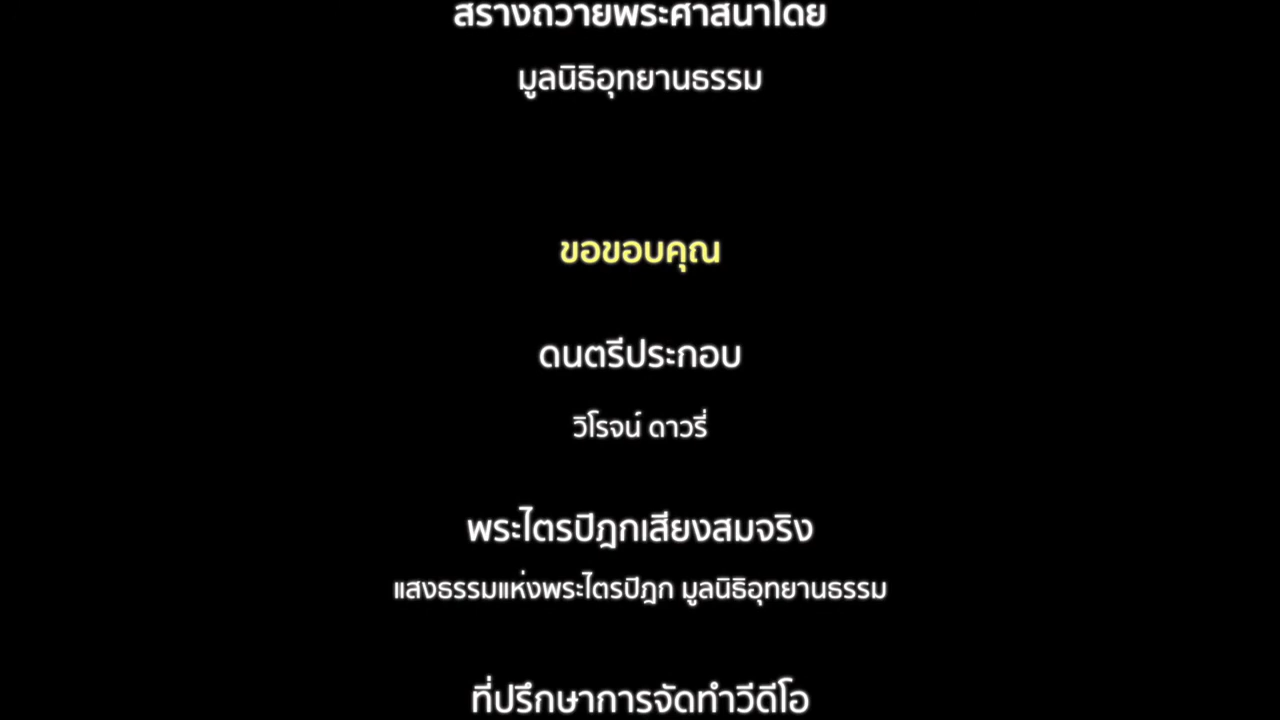 สร้างถวายพระศาสนาโดย
มูลนิธิอุทยานธรรม
ขอขอบคุณ
ดนตรีประกอบ
วิโรจน์ ดาวรี่
พระไตรปิฎกเสียงสมจริง
แสงธรรมแห่งพระไตรปิฎก มูลนิธิอุทยานธรรม
ที่ปรึกษาการจัดทำวีดีโอ